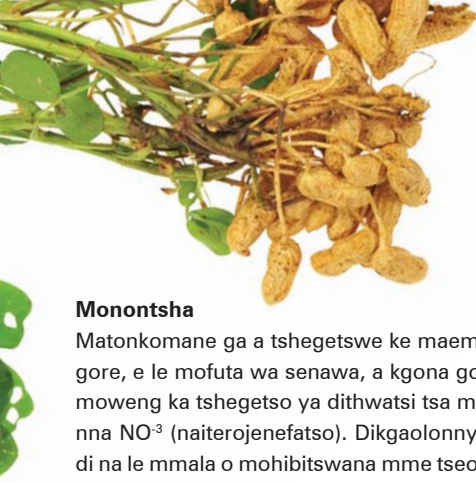 Monontsha
Matonkomane ga a tshegetswe ke maem
gore, e le mofuta wa senawa, a kgona go
moweng ka tshegetso ya dithwatsi tsa m
nna NO⁻³ (naiterojenefatso). Dikgaolonny
di na le mmala o mohibitswana mme tseo